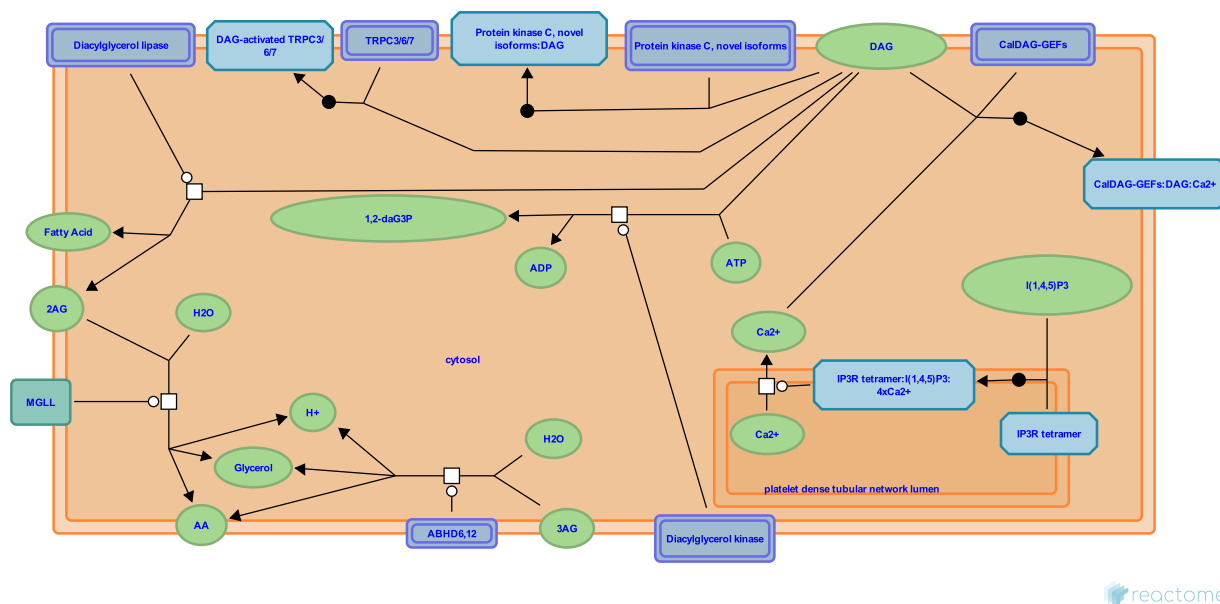 Diacylglycerol lipase
DAG-activated TRPC3/
6/7
TRPC3/6/7
Protein kinase C, novel
isoforms:DAG
Protein kinase C, novel isoforms
DAG
CalDAG-GEFs
CalDAG-GEFs:DAG:Ca2+
Fatty Acid
1,2-daG3P
ADP
ATP
I(1,4,5)P3
2AG
H2O
Ca2+
cytosol
IP3R tetramer:I(1,4,5)P3:
4xCa2+
MGLL
H+
H2O
Ca2+
IP3R tetramer
Glycerol
platelet dense tubular network lumen
AA
ABHD6,12
3AG
Diacylglycerol kinase
reactome